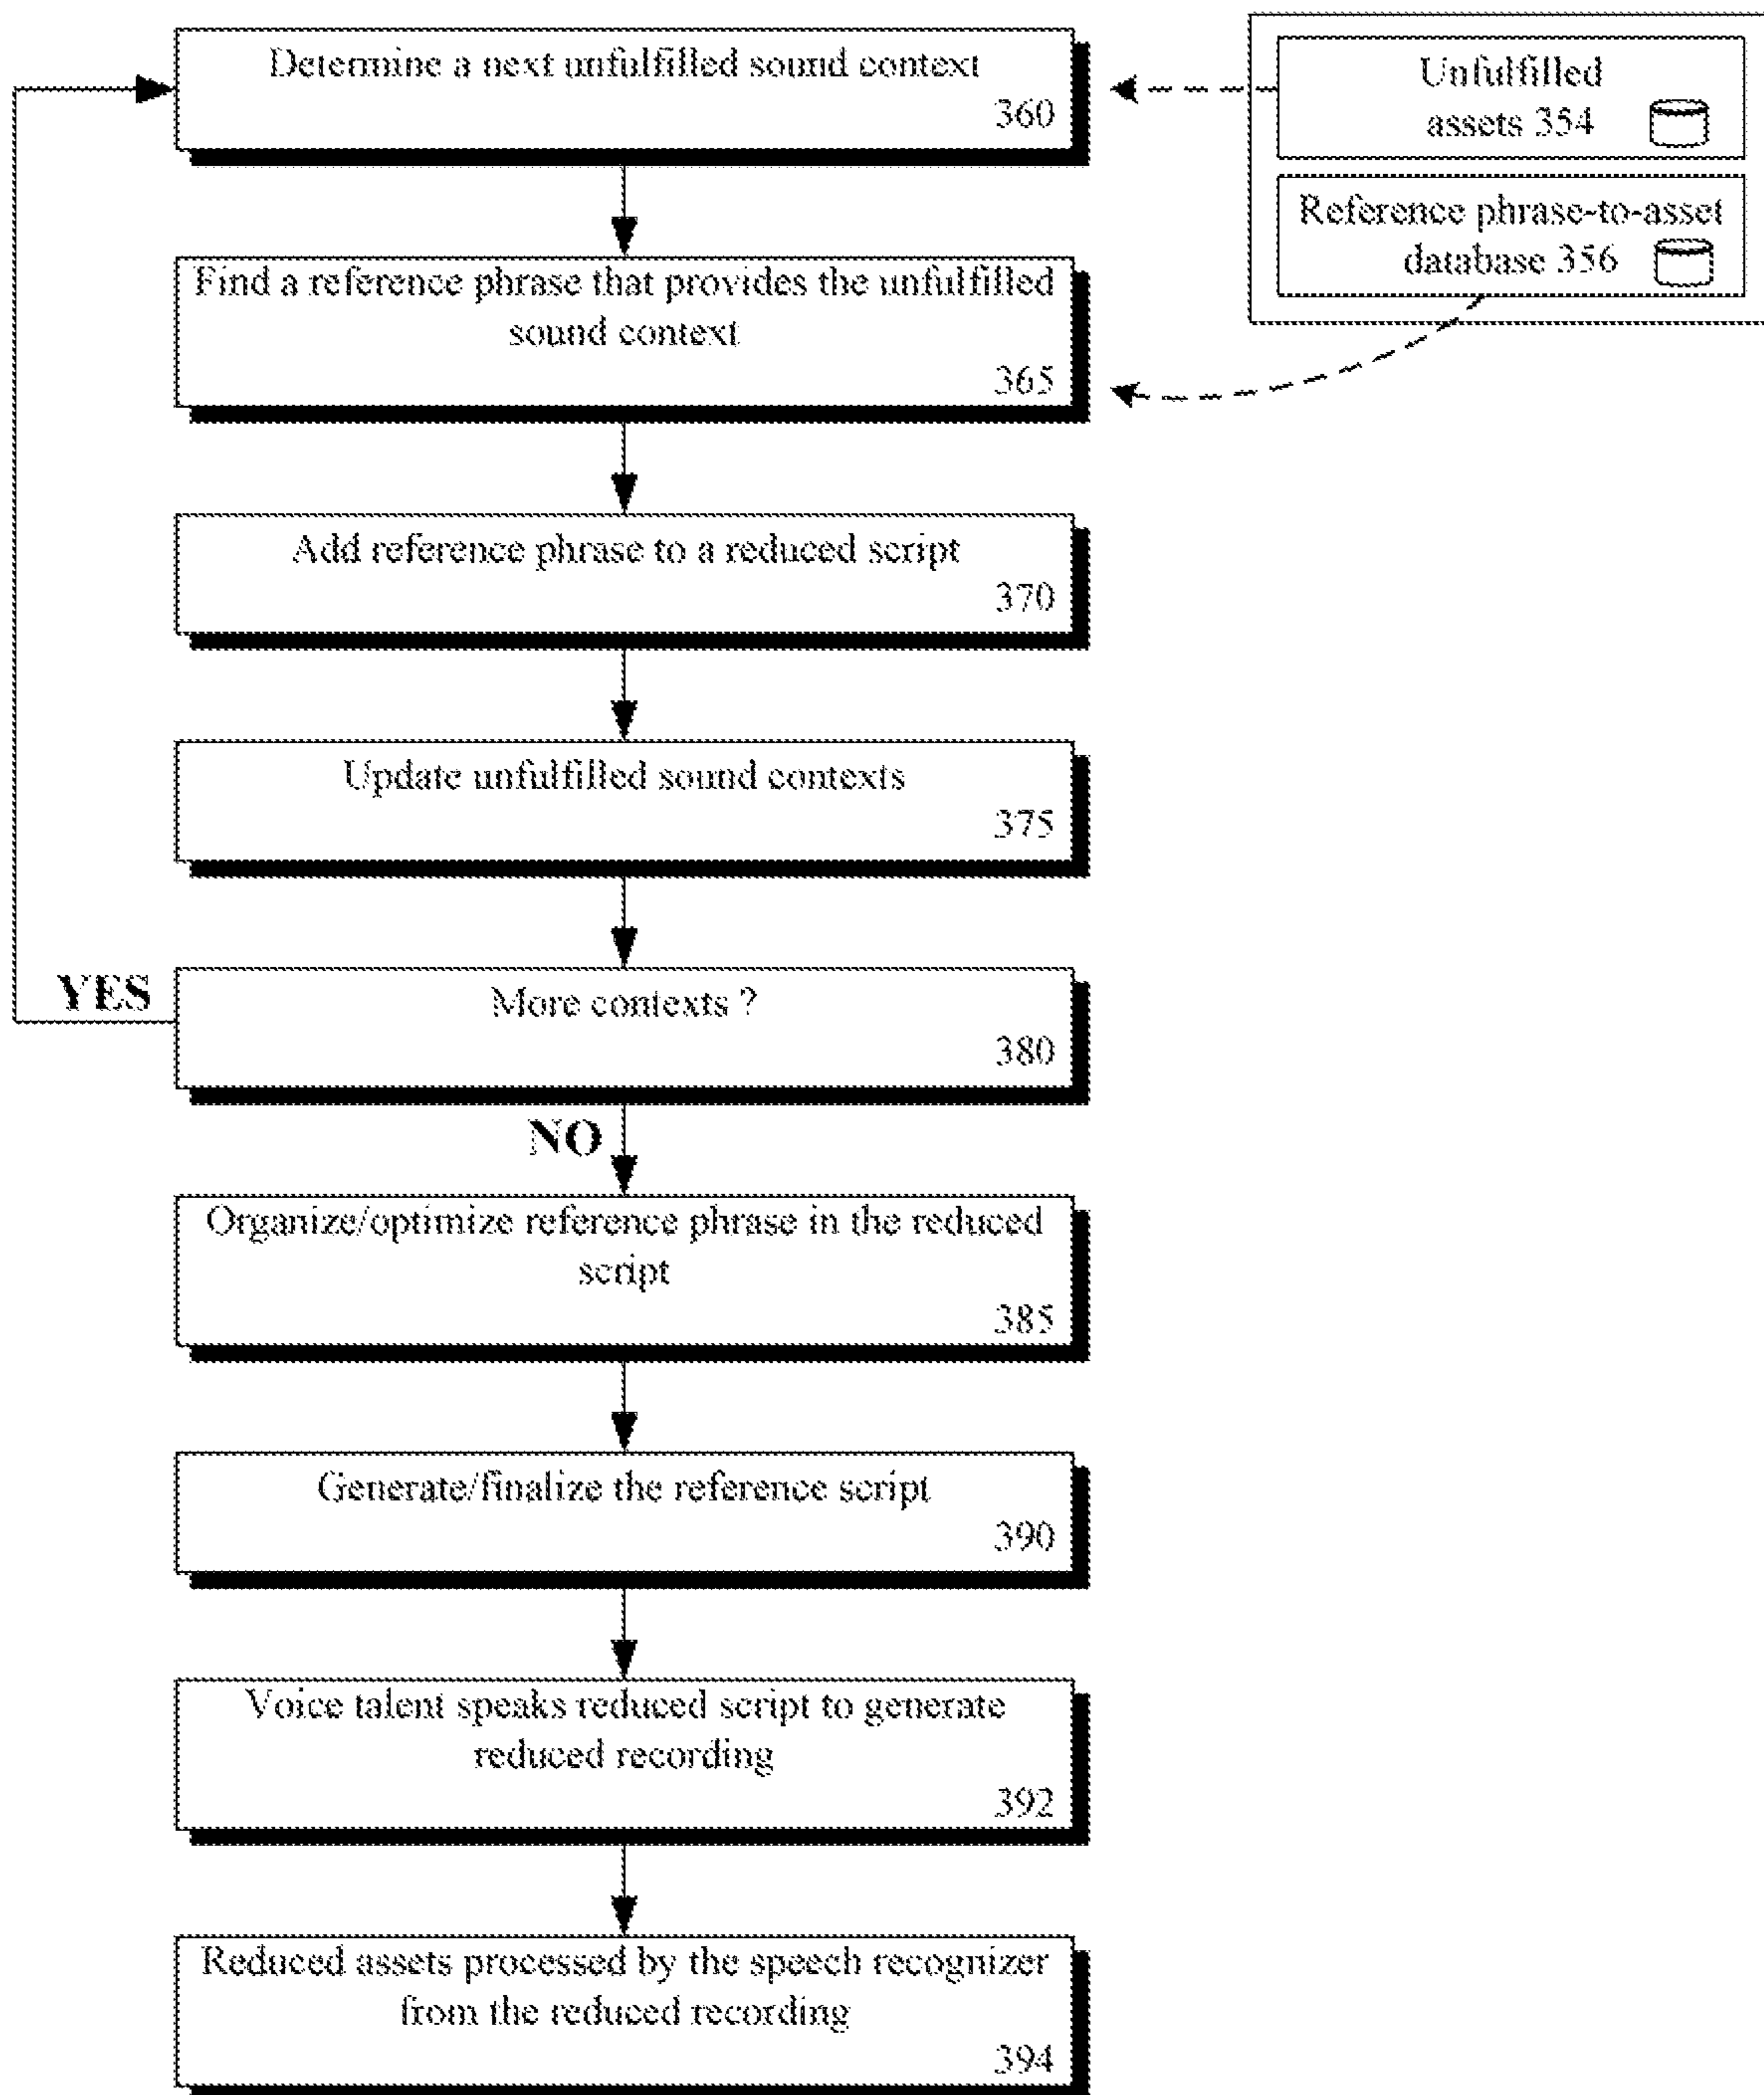 Determine a next unfulfilled sound context
360
Unfulfilled
assets 354
Reference phrase-to-asset
database 356
Find a reference phrase that provides the unfulfilled
sound context
365
Add reference phrase to a reduced script
370
Update unfulfilled sound contexts
375
YES
More contexts ?
380
NO
Organize/optimize reference phrase in the reduced
script
385
Generate/finalize the reference script
390
Voice talent speaks reduced script to generate
reduced recording
392
Reduced assets processed by the speech recognizer
from the reduced recording
394